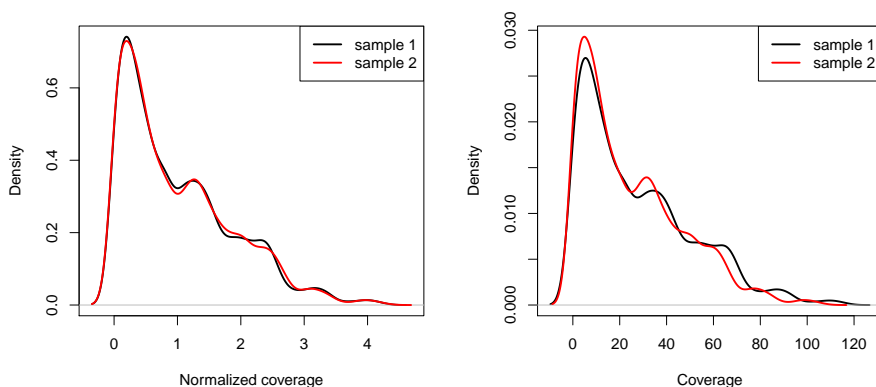 sample 1
sample 2
Density
0.0 0.2 0.4 0.6
0 1 2 3 4
Normalized coverage
sample 1
sample 2
Density
0.000 0.010 0.020 0.030
0 20 40 60 80 100 120
Coverage